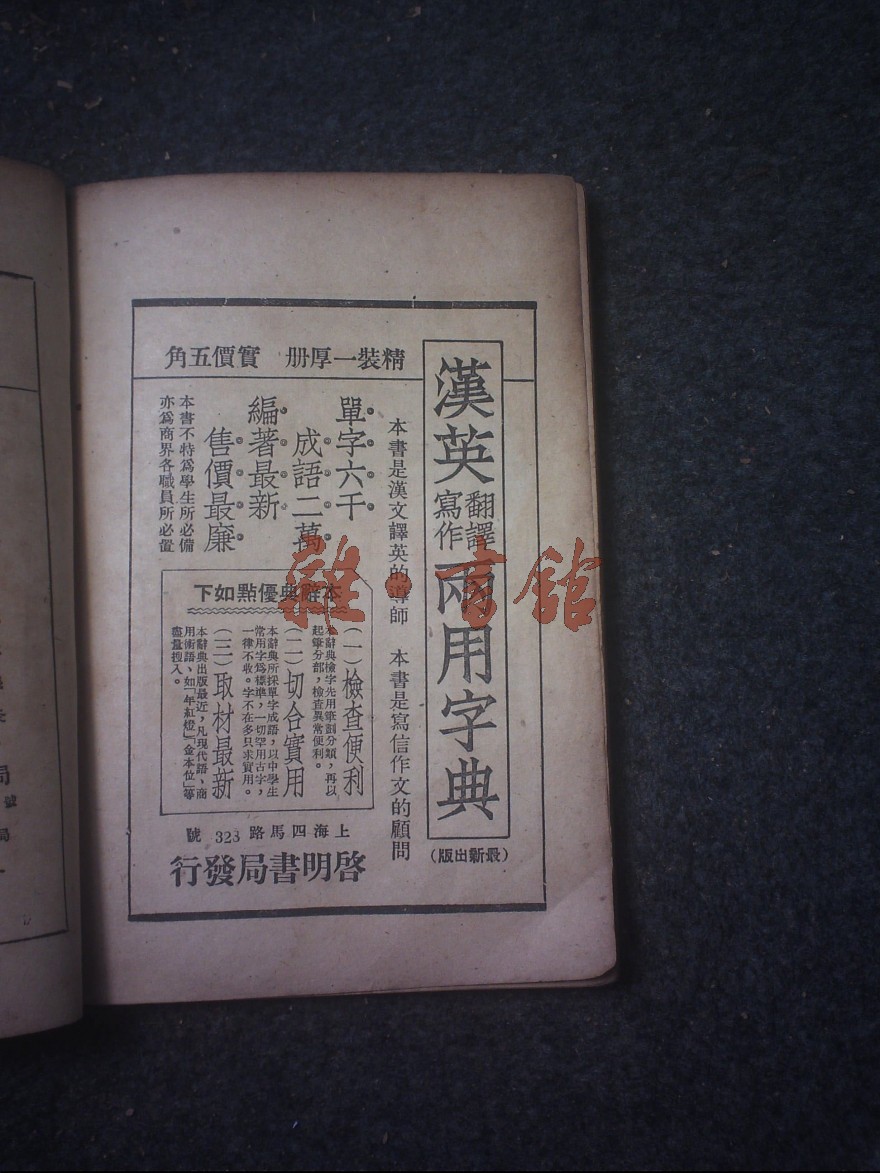 漢英翻譯寫作兩用字典
(最新出版)
精裝一厚册 實價五角
本書是漢文譯英的導師 本書是寫信作文的顧問
單字六千
成語二萬
編著最新
售價最廉
本書不特爲學生所必備
亦爲商界各職員所必置
本辭典優點如下
(一)檢查便利
本辭典檢字先用筆劃分類,再以
起筆分部,檢查異常便利。
(二)切合實用
本辭典所採單字成語,以中學生
常用字爲標準,一切罕用古字,
一律不收。字不在多只求實用。
(三)取材最新
本辭典出版最近,凡現代語、商
用術語、如「年紅燈」「金本位」等
盡量搜入。
上海四馬路328號
啓明書局發行
雜·書館